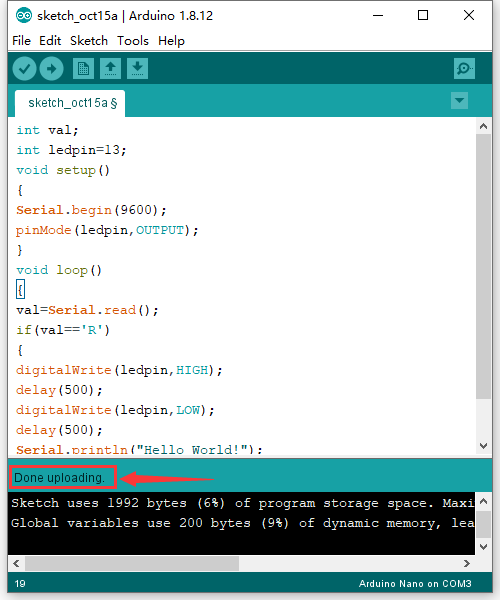 sketch_oct15a | Arduino 1.8.12
File Edit Sketch Tools Help
sketch_oct15a §
int val;
int ledpin=13;
void setup()
{
Serial.begin(9600);
pinMode(ledpin,OUTPUT);
}
void loop()
{
val=Serial.read();
if(val=='R')
{
digitalWrite(ledpin,HIGH);
delay(500);
digitalWrite(ledpin,LOW);
delay(500);
Serial.println("Hello World!");
Done uploading.
Sketch uses 1992 bytes (6%) of program storage space. Maxi
Global variables use 200 bytes (9%) of dynamic memory, lea
19 Arduino Nano on COM3